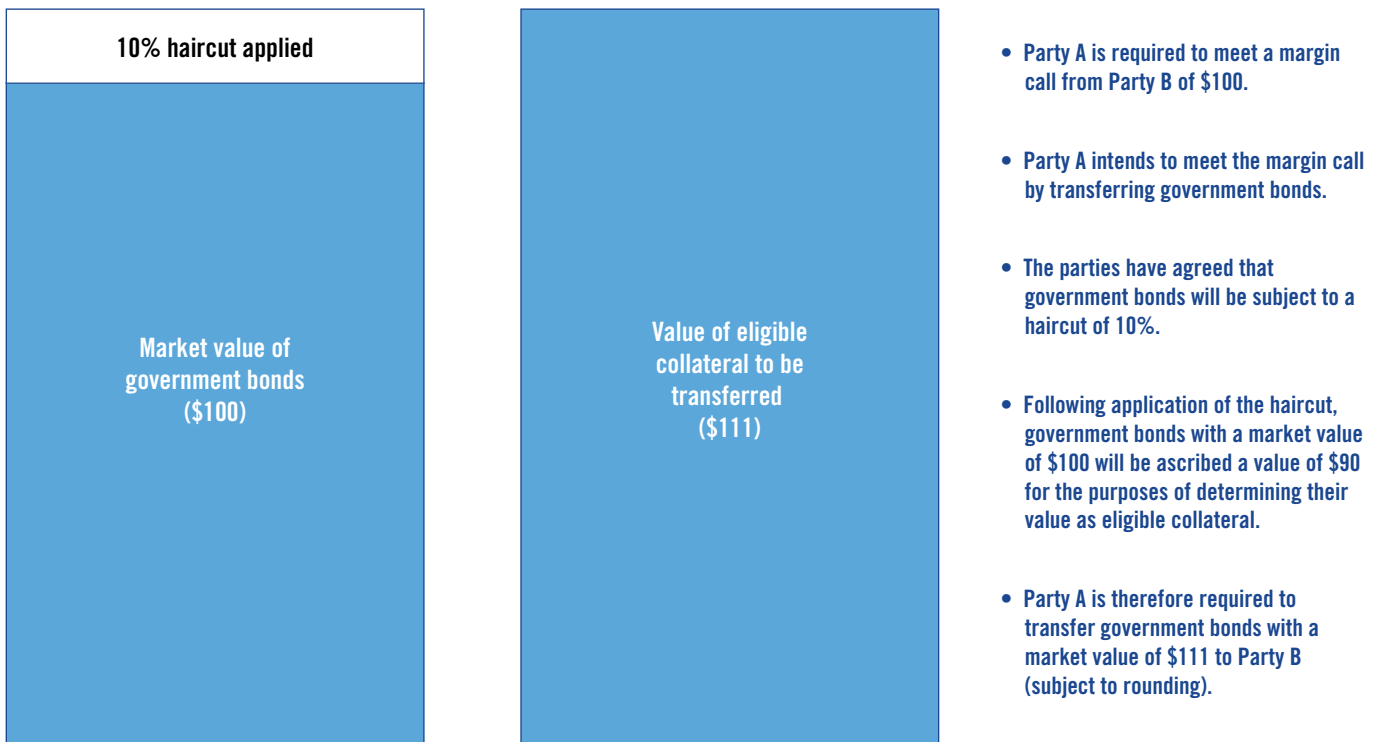 10% haircut applied
Market value of
government bonds
($100)
Value of eligible
collateral to be
transferred
($111)
• Party A is required to meet a margin
call from Party B of $100.
• Party A intends to meet the margin call
by transferring government bonds.
• The parties have agreed that
government bonds will be subject to a
haircut of 10%.
• Following application of the haircut,
government bonds with a market value
of $100 will be ascribed a value of $90
for the purposes of determining their
value as eligible collateral.
• Party A is therefore required to
transfer government bonds with a
market value of $111 to Party B
(subject to rounding).